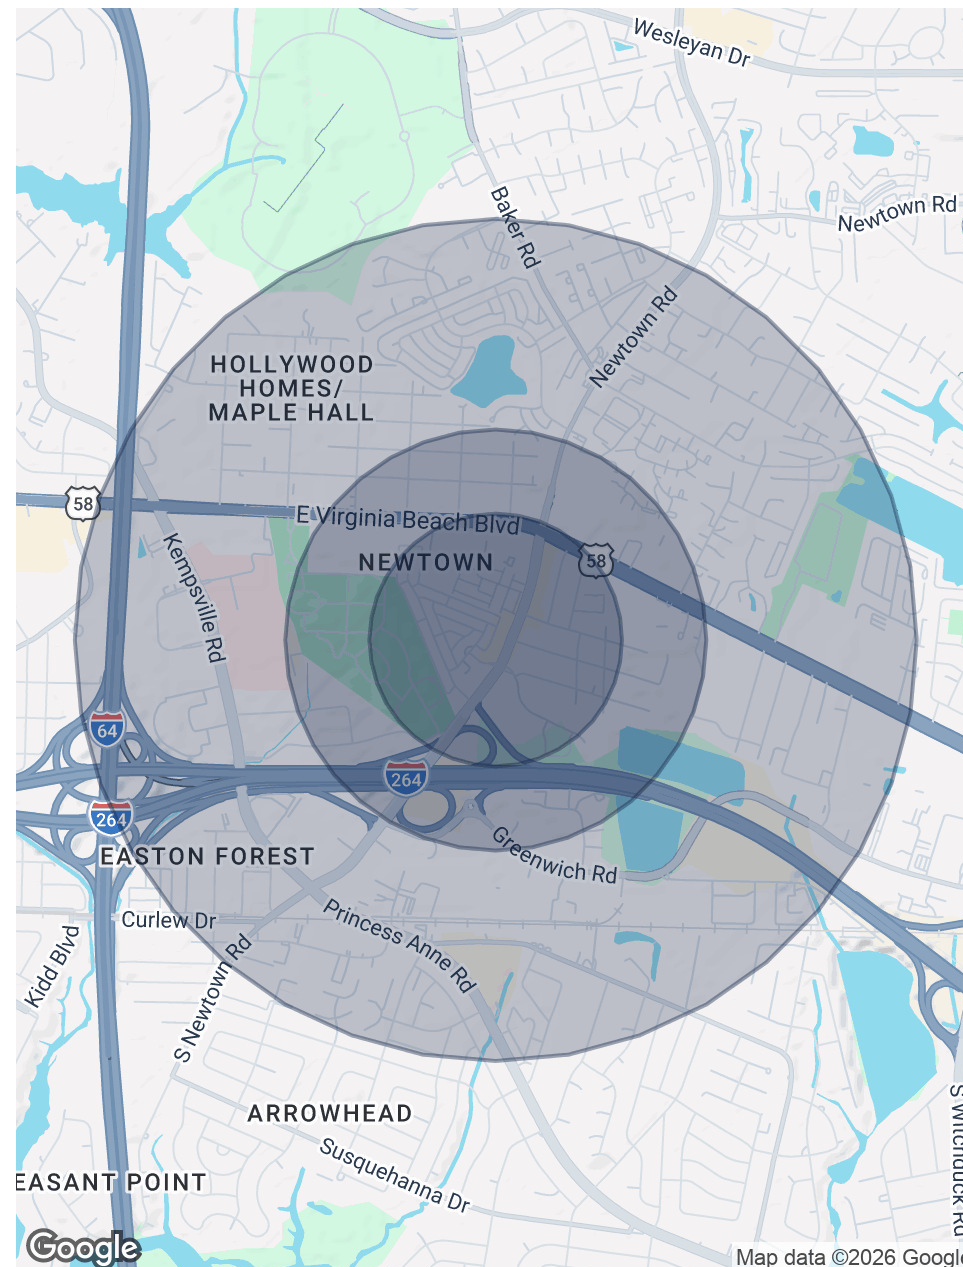 Wesleyan Dr
Baker Rd
Newtown Rd
Newtown Rd
HOLLYWOOD
HOMES/
MAPLE HALL
58
E Virginia Beach Blvd
NEWTOWN
58
Kempsville Rd
64
264
264
EASTON FOREST
Greenwich Rd
Curlew Dr
Princess Anne Rd
Kidd Blvd
S Newtown Rd
ARROWHEAD
Susquehanna Dr
S Witchduck Rd
EASANT POINT
Google
Map data ©2026 Google